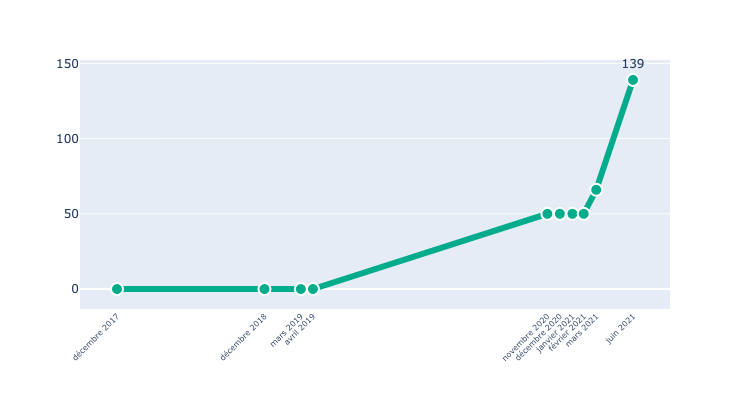 150
139
100
50
0
décembre 2017
décembre 2018
mars 2019
avril 2019
novembre 2020
décembre 2020
janvier 2021
février 2021
mars 2021
juin 2021